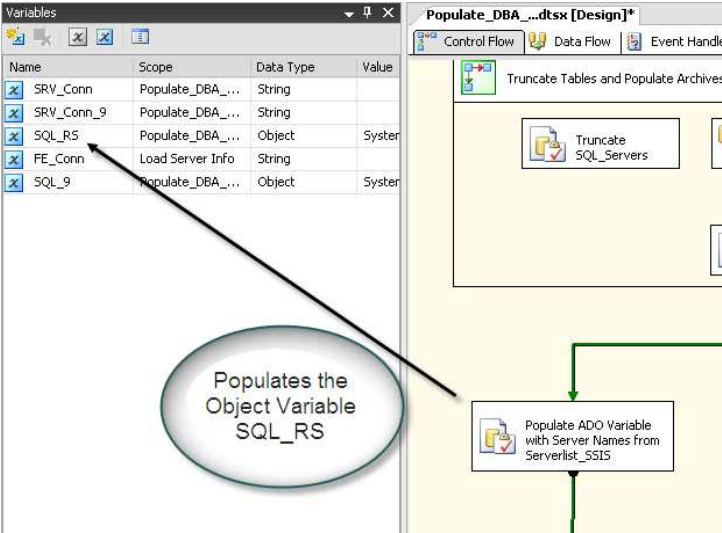 Variables
Populate_DBA_...dtsx [Design]*
Control Flow
Data Flow
Event Handle
Name Scope Data Type Value
SRV_Conn Populate_DBA_... String
SRV_Conn_9 Populate_DBA_... String
SQL_RS Populate_DBA_... Object Syster
FE_Conn Load Server Info String
SQL_9 Populate_DBA_... Object Syster
Truncate Tables and Populate Archives
Truncate
SQL_Servers
Populates the
Object Variable
SQL_RS
Populate ADO Variable
with Server Names from
Serverlist_SSIS